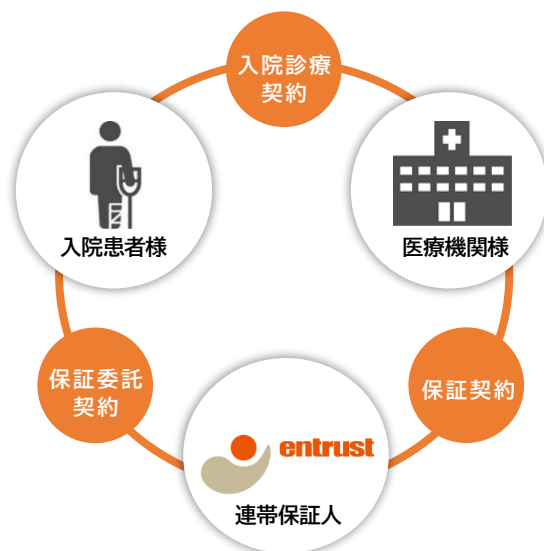 入院診療
契約
入院患者様
医療機関様
保証委託
契約
保証契約
entrust
連帯保証人